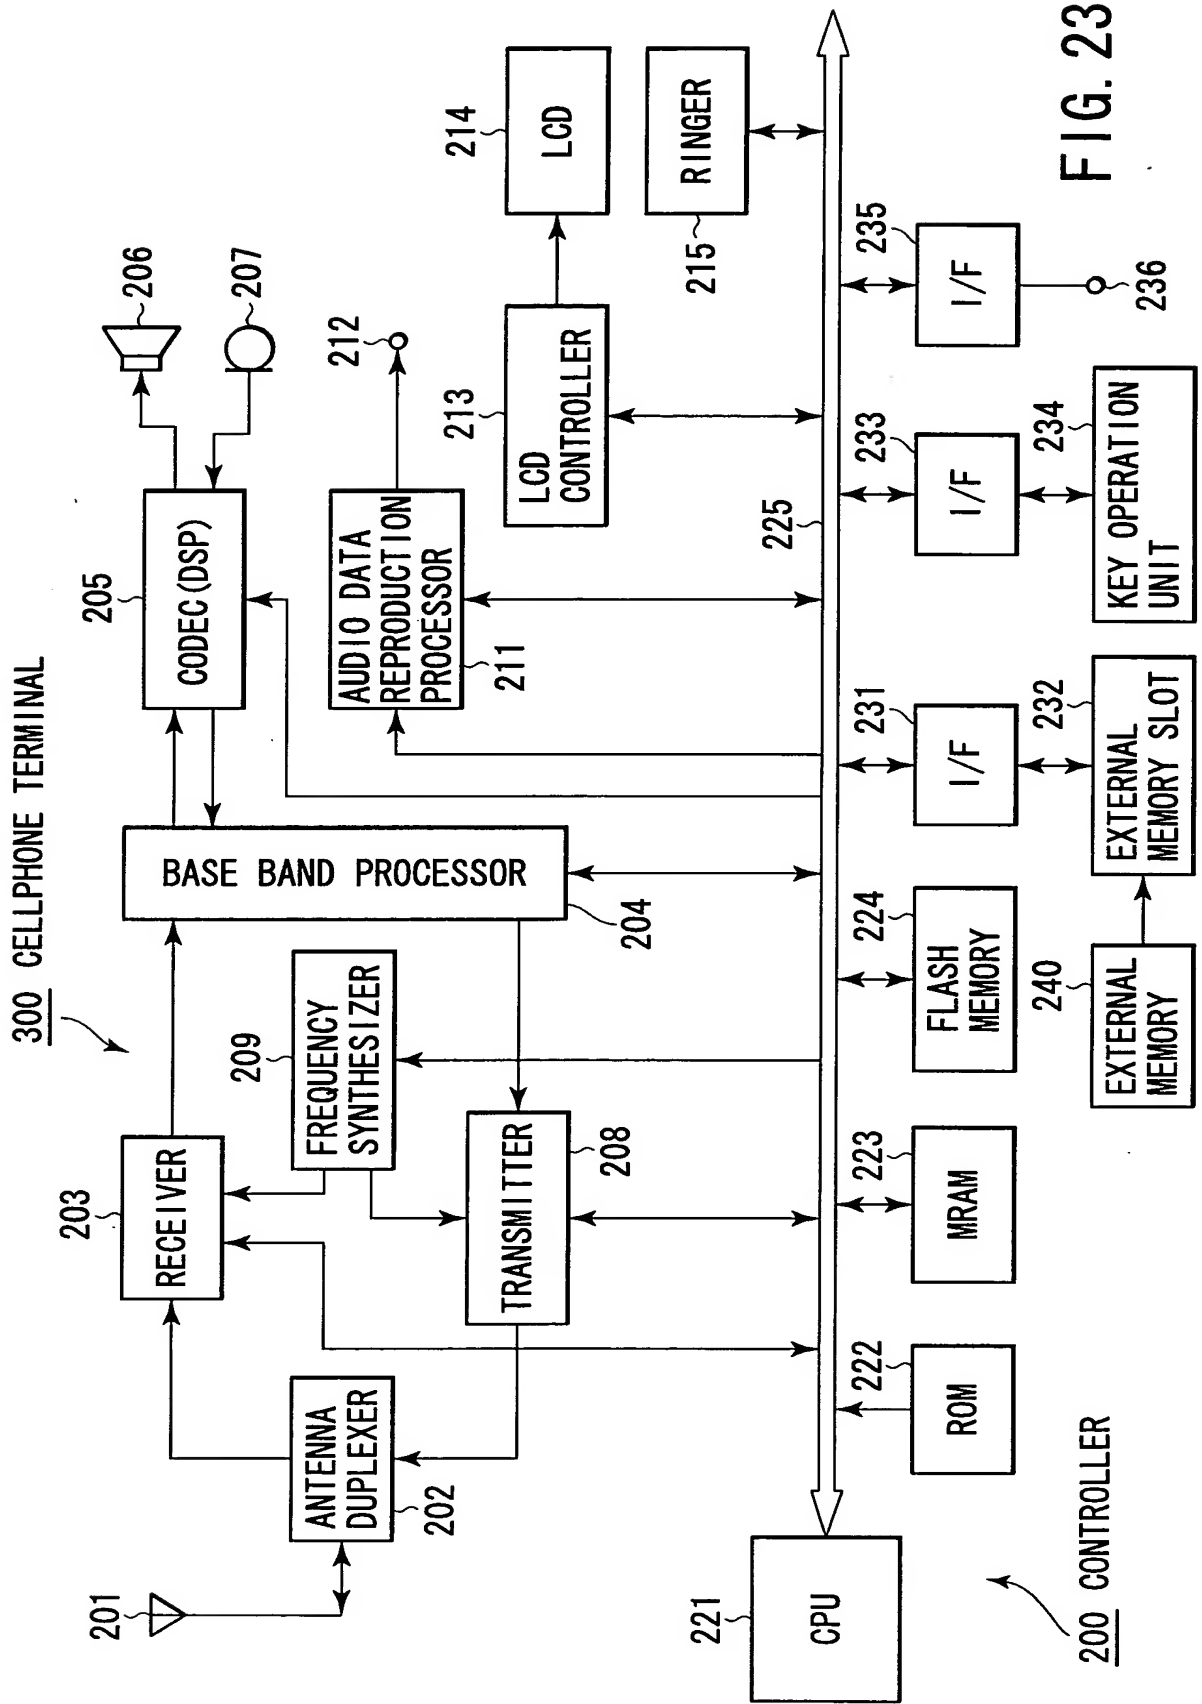 300 CELLPHONE TERMINAL
201
ANTENNA
DUPLEXER
202
203
RECEIVER
209
FREQUENCY
SYNTHESIZER
TRANSMITTER
208
BASE BAND PROCESSOR
204
205
CODEC(DSP)
206
207
AUDIO DATA
REPRODUCTION
PROCESSOR
211
212
213
LCD
CONTROLLER
214
LCD
RINGER
215
225
221
CPU
222
ROM
223
MRAM
224
FLASH
MEMORY
231
I/F
232
EXTERNAL
MEMORY SLOT
240
EXTERNAL
MEMORY
233
I/F
234
KEY OPERATION
UNIT
235
I/F
236
200 CONTROLLER
FIG. 23